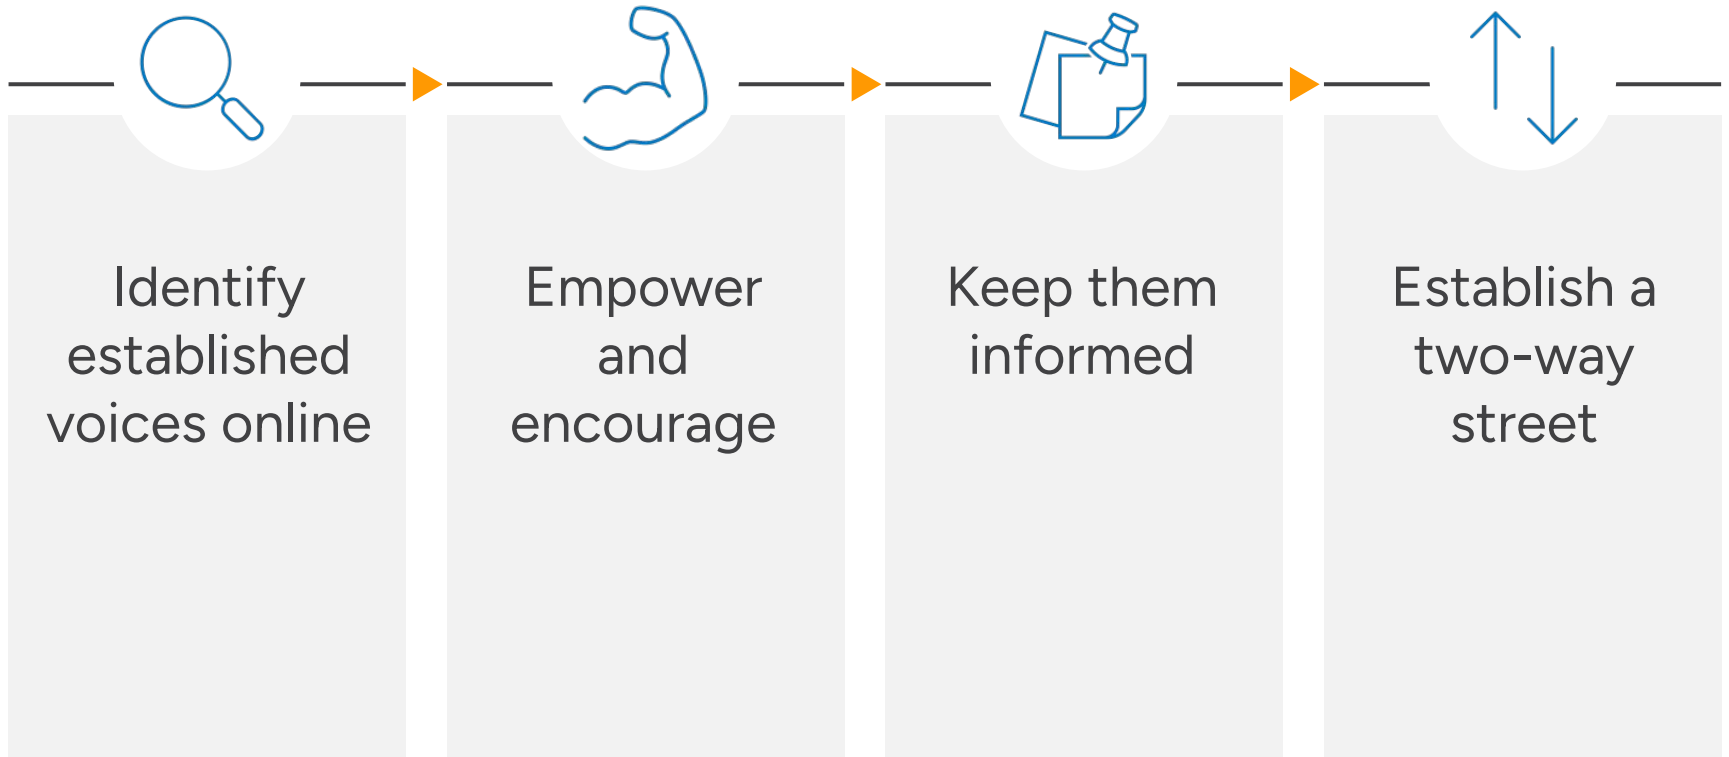 Identify
established
voices online
Empower
and
encourage
Keep them
informed
Establish a
two-way
street